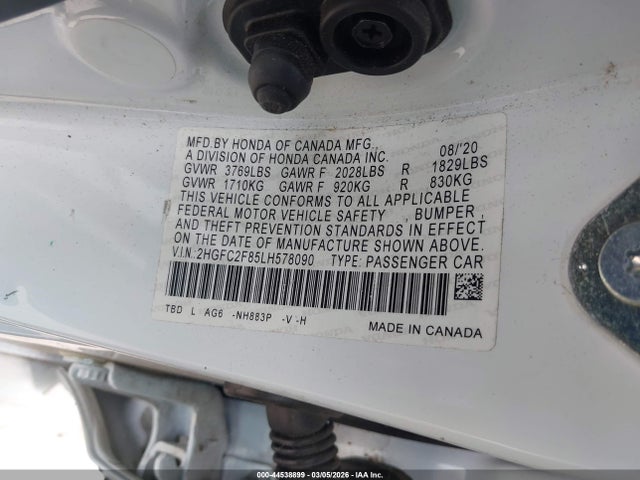 MFD.BY HONDA OF CANADA MFG., 08/'20
A DIVISION OF HONDA CANADA INC.
GVWR 3769LBS GAWR F 2028LBS R 1829LBS
GVWR 1710KG GAWR F 920KG R 830KG
THIS VEHICLE CONFORMS TO ALL APPLICABLE
FEDERAL MOTOR VEHICLE SAFETY , BUMPER,
AND THEFT PREVENTION STANDARDS IN EFFECT
ON THE DATE OF MANUFACTURE SHOWN ABOVE.
V.I.N.:2HGFC2F85LH578090 TYPE: PASSENGER CAR
TBD L AG6 -NH883P -V-H
MADE IN CANADA
000-44538899 | 03/05/2026 - IAA, Inc.